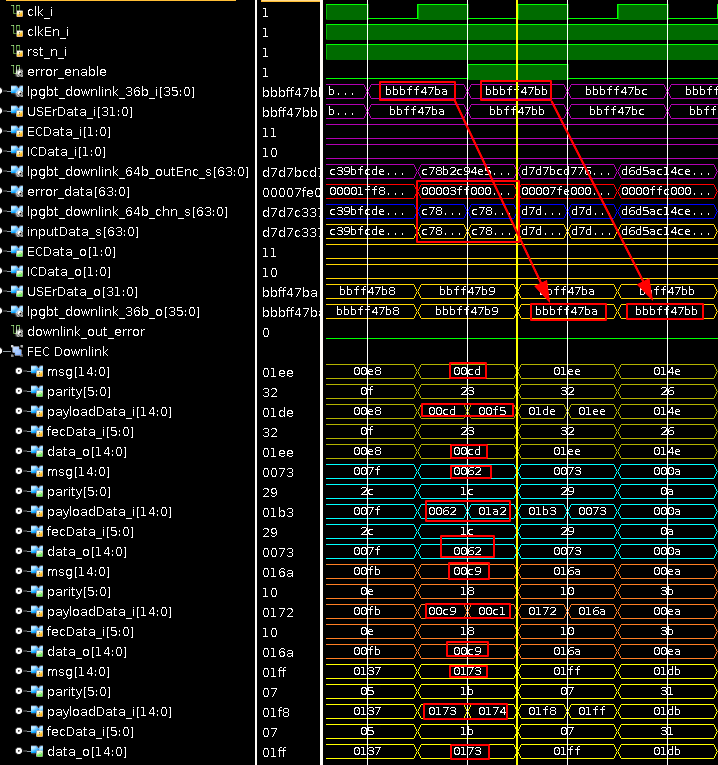 clk_i 1
clkEn_i 1
rst_n_i 1
error_enable 1
lpgbt_downlink_36b_i[35:0] bbbff47bl b... bbbff47ba bbbff47bb bbbff47bc bbbff
USErData_i[31:0] bbff47bb b... bbff47ba bbff47bb bbff47bc bbff4
ECData_i[1:0] 11
ICData_i[1:0] 10
lpgbt_downlink_64b_outEnc_s[63:0] d7d7bcd7 c39bfcde... c78b2c94e5... d7d7bcd776... d6d5ac14ce...
error_data[63:0] 00007fe0 00001ff8... 00003ff000... 00007fe000... 0000ffc000...
lpgbt_downlink_64b_chn_s[63:0] d7d7c331 c39bfcde... c78... c78... d7d... d7d... d6d5ac14ce...
inputData_s[63:0] d7d7c331 c39bfcde... c78... c78... d7d... d7d... d6d5ac14ce...
ECData_o[1:0] 11
ICData_o[1:0] 10
USErData_o[31:0] bbff47ba bbff47b8 bbff47b9 bbff47ba bbff47bb
lpgbt_downlink_36b_o[35:0] bbbff47ba bbbff47b8 bbbff47b9 bbbff47ba bbbff47bb
downlink_out_error 0
FEC Downlink
msg[14:0] 01ee 00e8 00cd 01ee 014e
parity[5:0] 32 0f 23 32 26
payloadData_i[14:0] 01de 00e8 00cd 00f5 01de 01ee 014e
fecData_i[5:0] 32 0f 23 32 26
data_o[14:0] 01ee 00e8 00cd 01ee 014e
msg[14:0] 0073 007f 0062 0073 000a
parity[5:0] 29 2c 1c 29 0a
payloadData_i[14:0] 01b3 007f 0062 01a2 01b3 0073 000a
fecData_i[5:0] 29 2c 1c 29 0a
data_o[14:0] 0073 007f 0062 0073 000a
msg[14:0] 016a 00fb 00c9 016a 00ea
parity[5:0] 10 0e 18 10 3b
payloadData_i[14:0] 0172 00fb 00c9 00c1 0172 016a 00ea
fecData_i[5:0] 10 0e 18 10 3b
data_o[14:0] 016a 00fb 00c9 016a 00ea
msg[14:0] 01ff 0137 0173 01ff 01db
parity[5:0] 07 05 1b 07 31
payloadData_i[14:0] 01f8 0137 0173 0174 01f8 01ff 01db
fecData_i[5:0] 07 05 1b 07 31
data_o[14:0] 01ff 0137 0173 01ff 01db